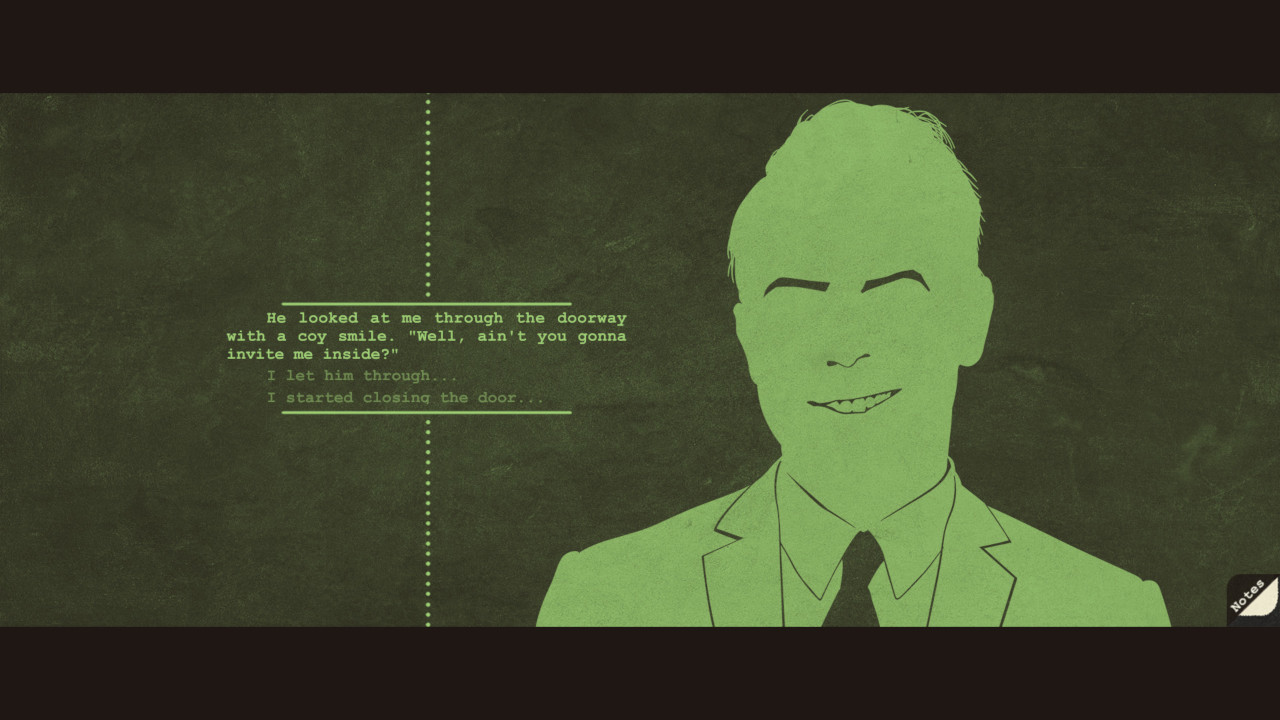 He looked at me through the doorway
with a coy smile. "Well, ain't you gonna
invite me inside?"
I let him through...
I started closing the door...
Notes